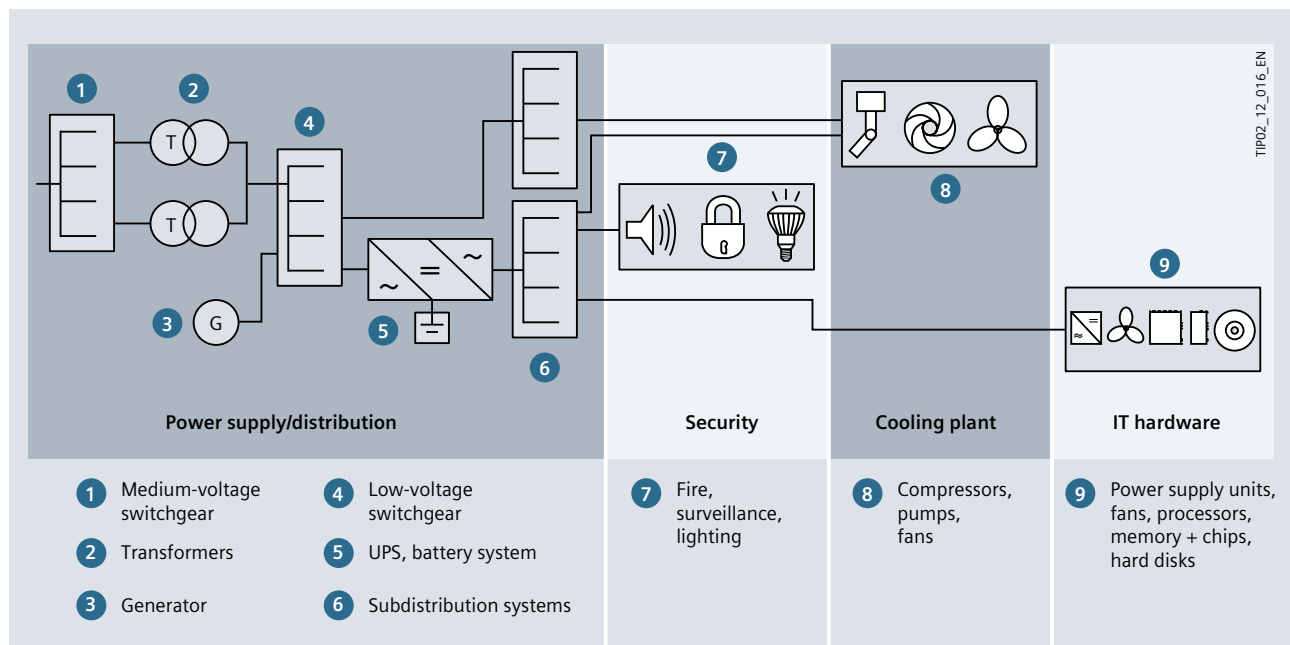 TIP02_12_016_EN
1
2
4
T
T
3
G
5
6
7
8
9
Power supply/distribution
Security
Cooling plant
IT hardware
1 Medium-voltage
switchgear
2 Transformers
3 Generator
4 Low-voltage
switchgear
5 UPS, battery system
6 Subdistribution systems
7 Fire,
surveillance,
lighting
8 Compressors,
pumps,
fans
9 Power supply units,
fans, processors,
memory + chips,
hard disks